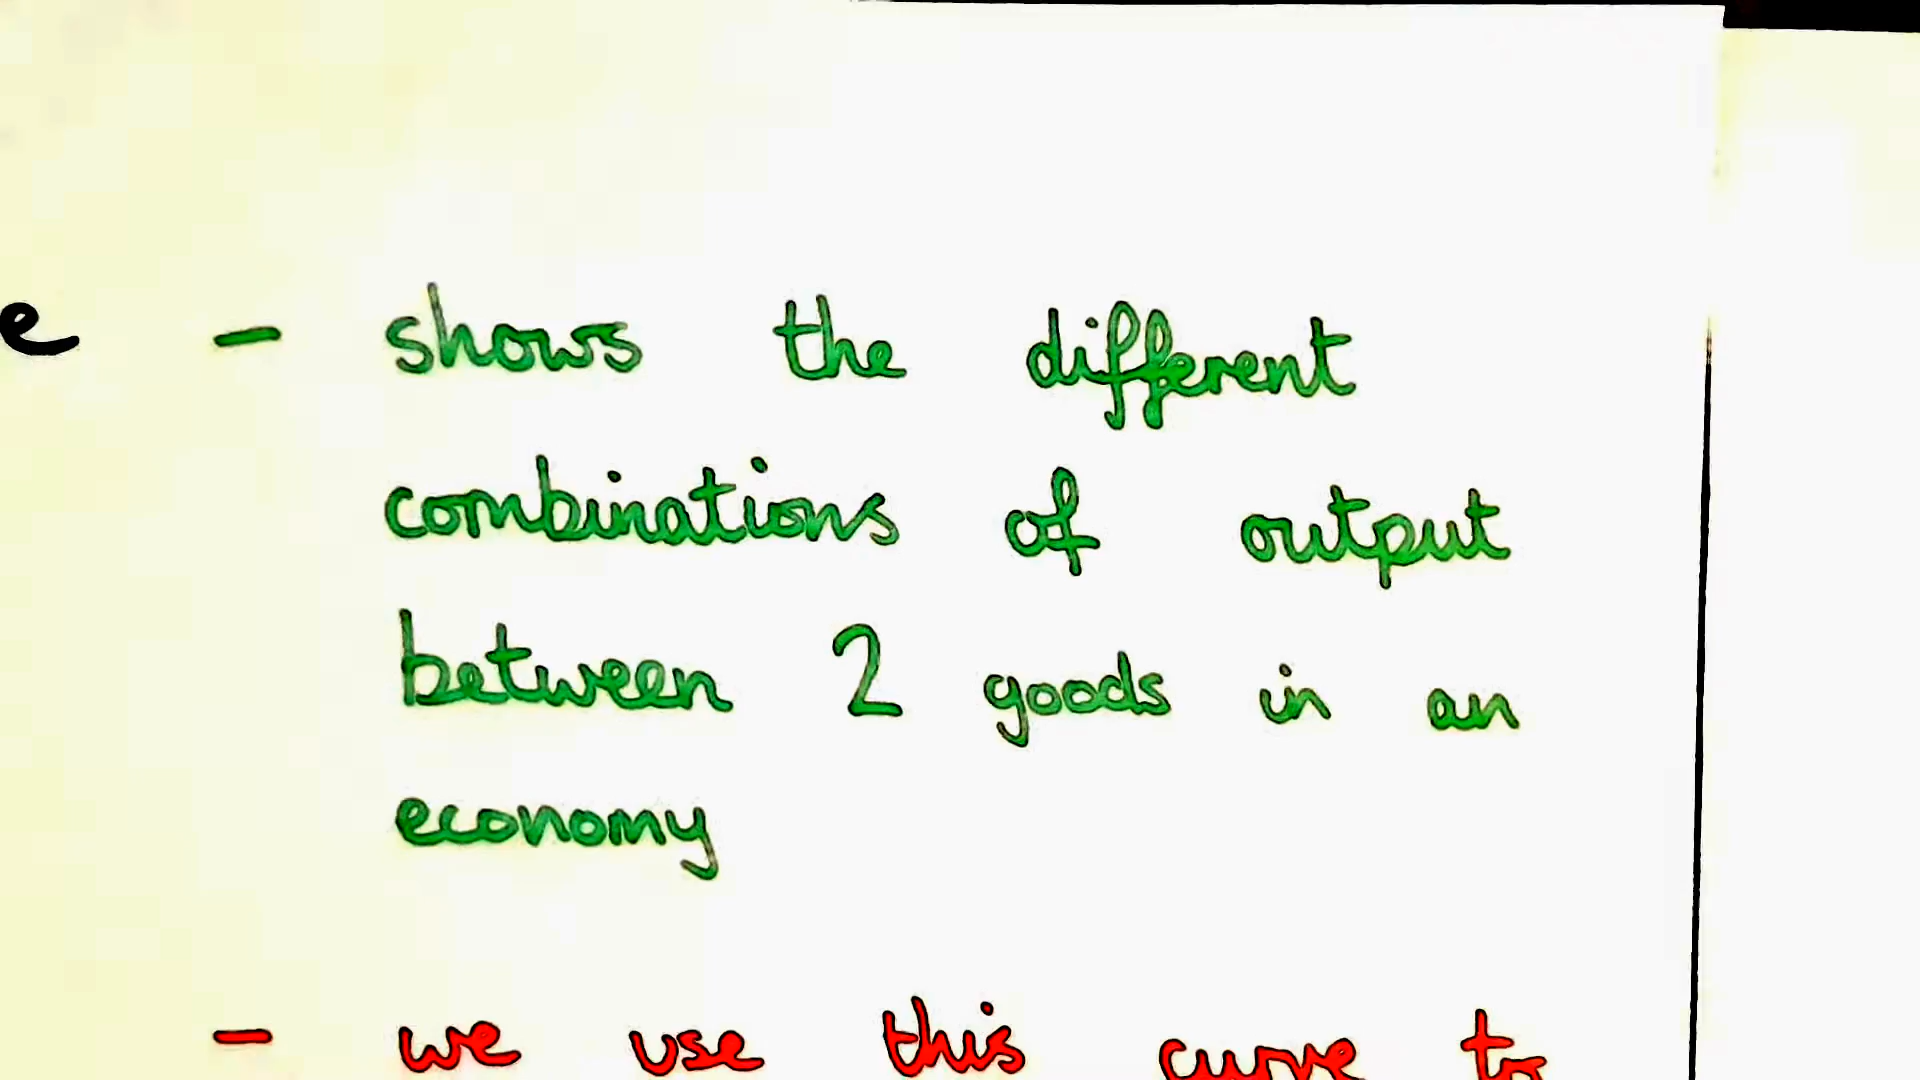 e - shows the different
combinations of output
between 2 goods in an
economy
- we use this curve to